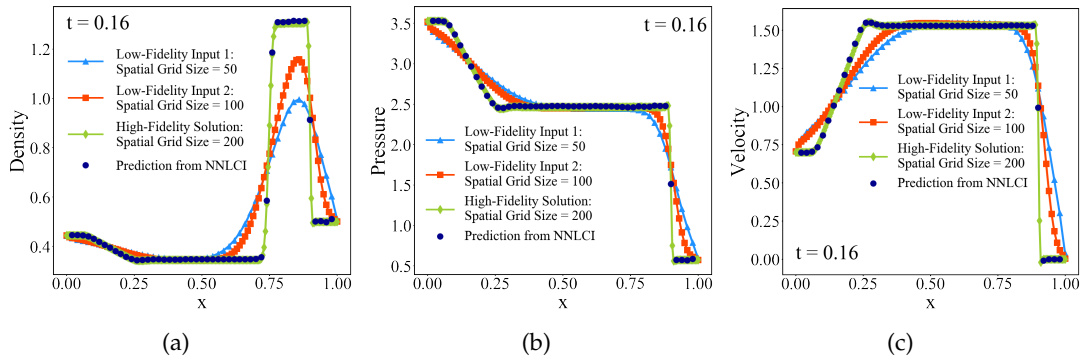 t = 0.16
Low-Fidelity Input 1:
Spatial Grid Size = 50
Low-Fidelity Input 2:
Spatial Grid Size = 100
High-Fidelity Solution:
Spatial Grid Size = 200
Prediction from NNLCI
Density
1.2
1.0
0.8
0.6
0.4
0.00 0.25 0.50 0.75 1.00
x
(a)
t = 0.16
Low-Fidelity Input 1:
Spatial Grid Size = 50
Low-Fidelity Input 2:
Spatial Grid Size = 100
High-Fidelity Solution:
Spatial Grid Size = 200
Prediction from NNLCI
Pressure
3.5
3.0
2.5
2.0
1.5
1.0
0.5
0.00 0.25 0.50 0.75 1.00
x
(b)
Low-Fidelity Input 1:
Spatial Grid Size = 50
Low-Fidelity Input 2:
Spatial Grid Size = 100
High-Fidelity Solution:
Spatial Grid Size = 200
Prediction from NNLCI
t = 0.16
Velocity
1.50
1.25
1.00
0.75
0.50
0.25
0.00
0.00 0.25 0.50 0.75 1.00
x
(c)